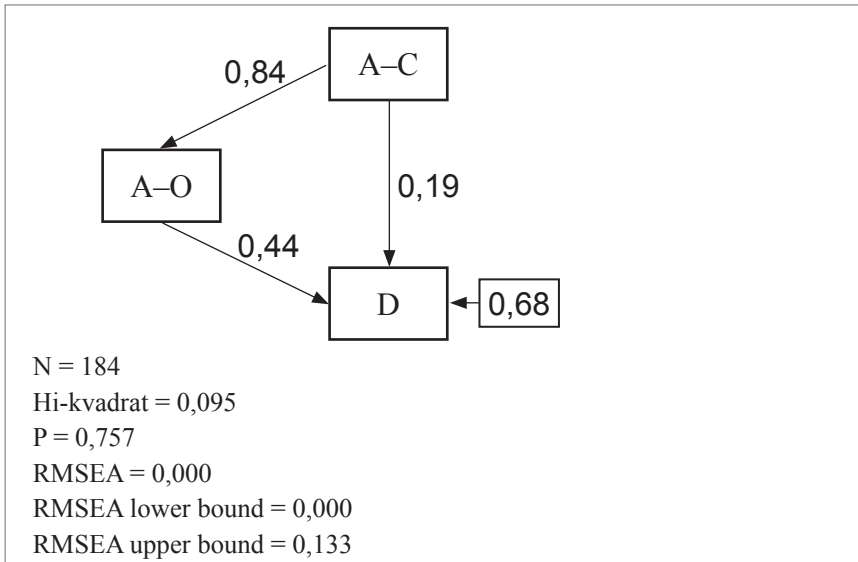 A–C
0,84
A–O
0,19
0,44
D
0,68
N = 184
Hi-kvadrat = 0,095
P = 0,757
RMSEA = 0,000
RMSEA lower bound = 0,000
RMSEA upper bound = 0,133